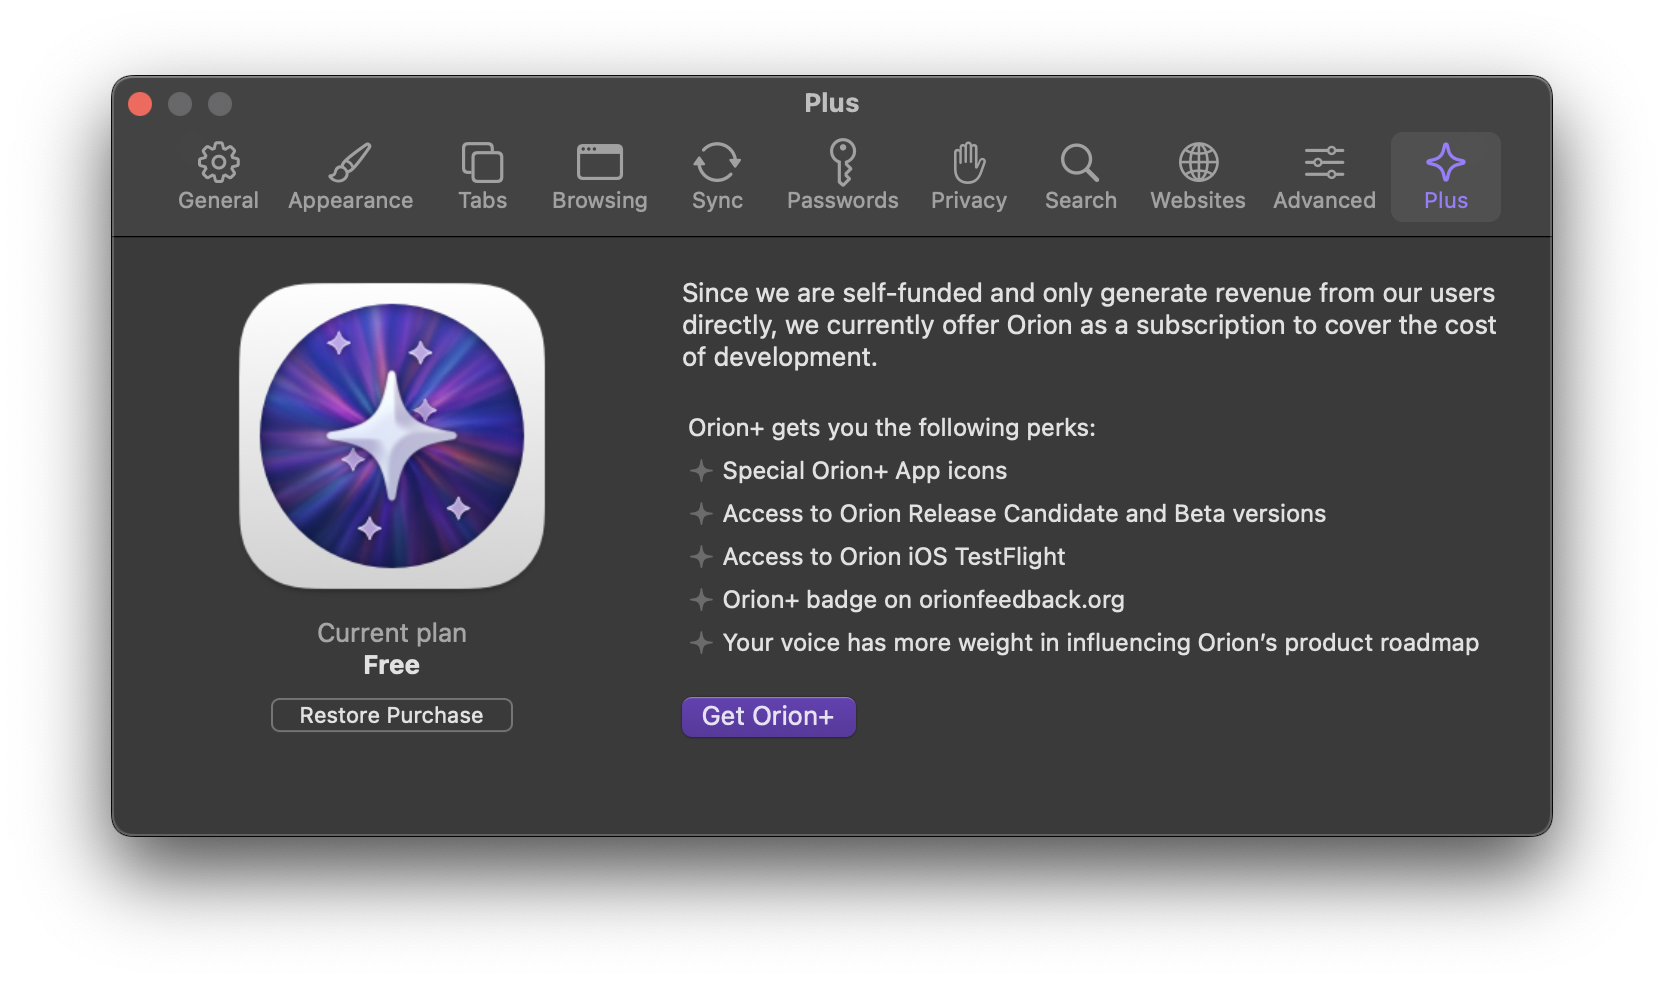 Plus
General Appearance Tabs Browsing Sync Passwords Privacy Search Websites Advanced Plus
Since we are self-funded and only generate revenue from our users
directly, we currently offer Orion as a subscription to cover the cost
of development.
Orion+ gets you the following perks:
Special Orion+ App icons
Access to Orion Release Candidate and Beta versions
Access to Orion iOS TestFlight
Orion+ badge on orionfeedback.org
Your voice has more weight in influencing Orion’s product roadmap
Current plan
Free
Restore Purchase
Get Orion+